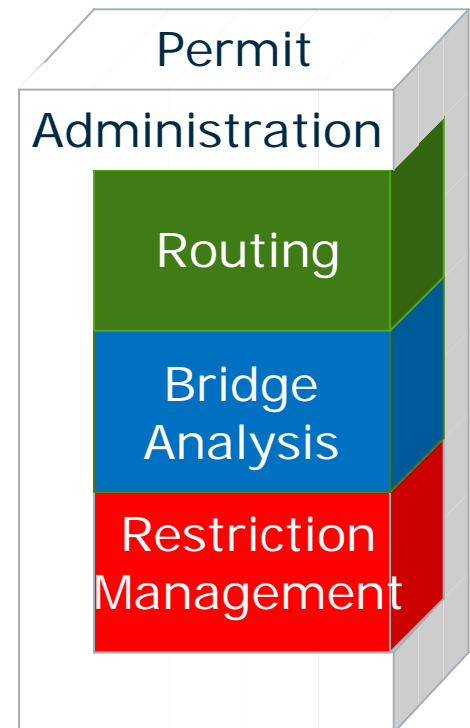 Permit
Administration
Routing
Bridge
Analysis
Restriction
Management